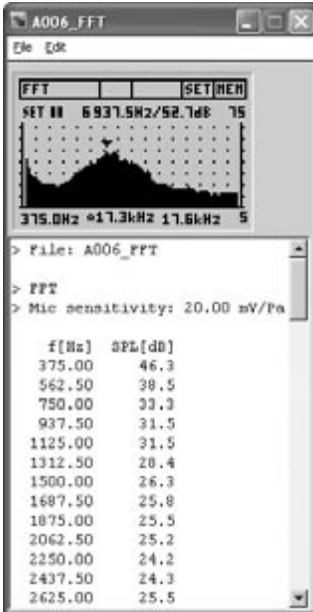 A006_FFT
File Edit
FFT SET MEM
SET 6937.5Hz/52.7dB 75
375.0Hz 17.3kHz 17.6kHz 5
> File: A006_FFT
> FFT
> Mic sensitivity: 20.00 mV/Pa
f[Hz] SPL[dB]
375.00 46.3
562.50 38.5
750.00 33.3
937.50 31.5
1125.00 31.5
1312.50 28.4
1500.00 26.3
1687.50 25.8
1875.00 25.5
2062.50 25.2
2250.00 24.2
2437.50 24.3
2625.00 25.5